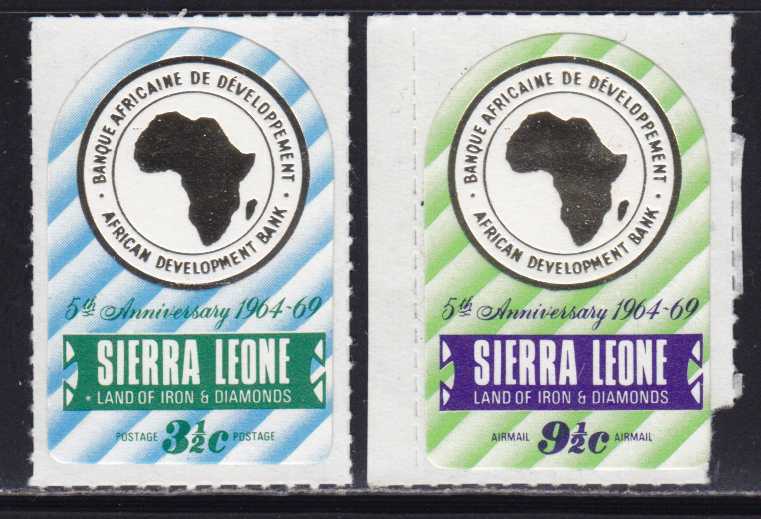 BANQUE AFRICAINE DE DÉVELOPPEMENT
AFRICAN DEVELOPMENT BANK
5th Anniversary 1964-69
SIERRA LEONE
LAND OF IRON & DIAMONDS
POSTAGE 3½c POSTAGE
BANQUE AFRICAINE DE DÉVELOPPEMENT
AFRICAN DEVELOPMENT BANK
5th Anniversary 1964-69
SIERRA LEONE
LAND OF IRON & DIAMONDS
AIRMAIL 9½c AIRMAIL